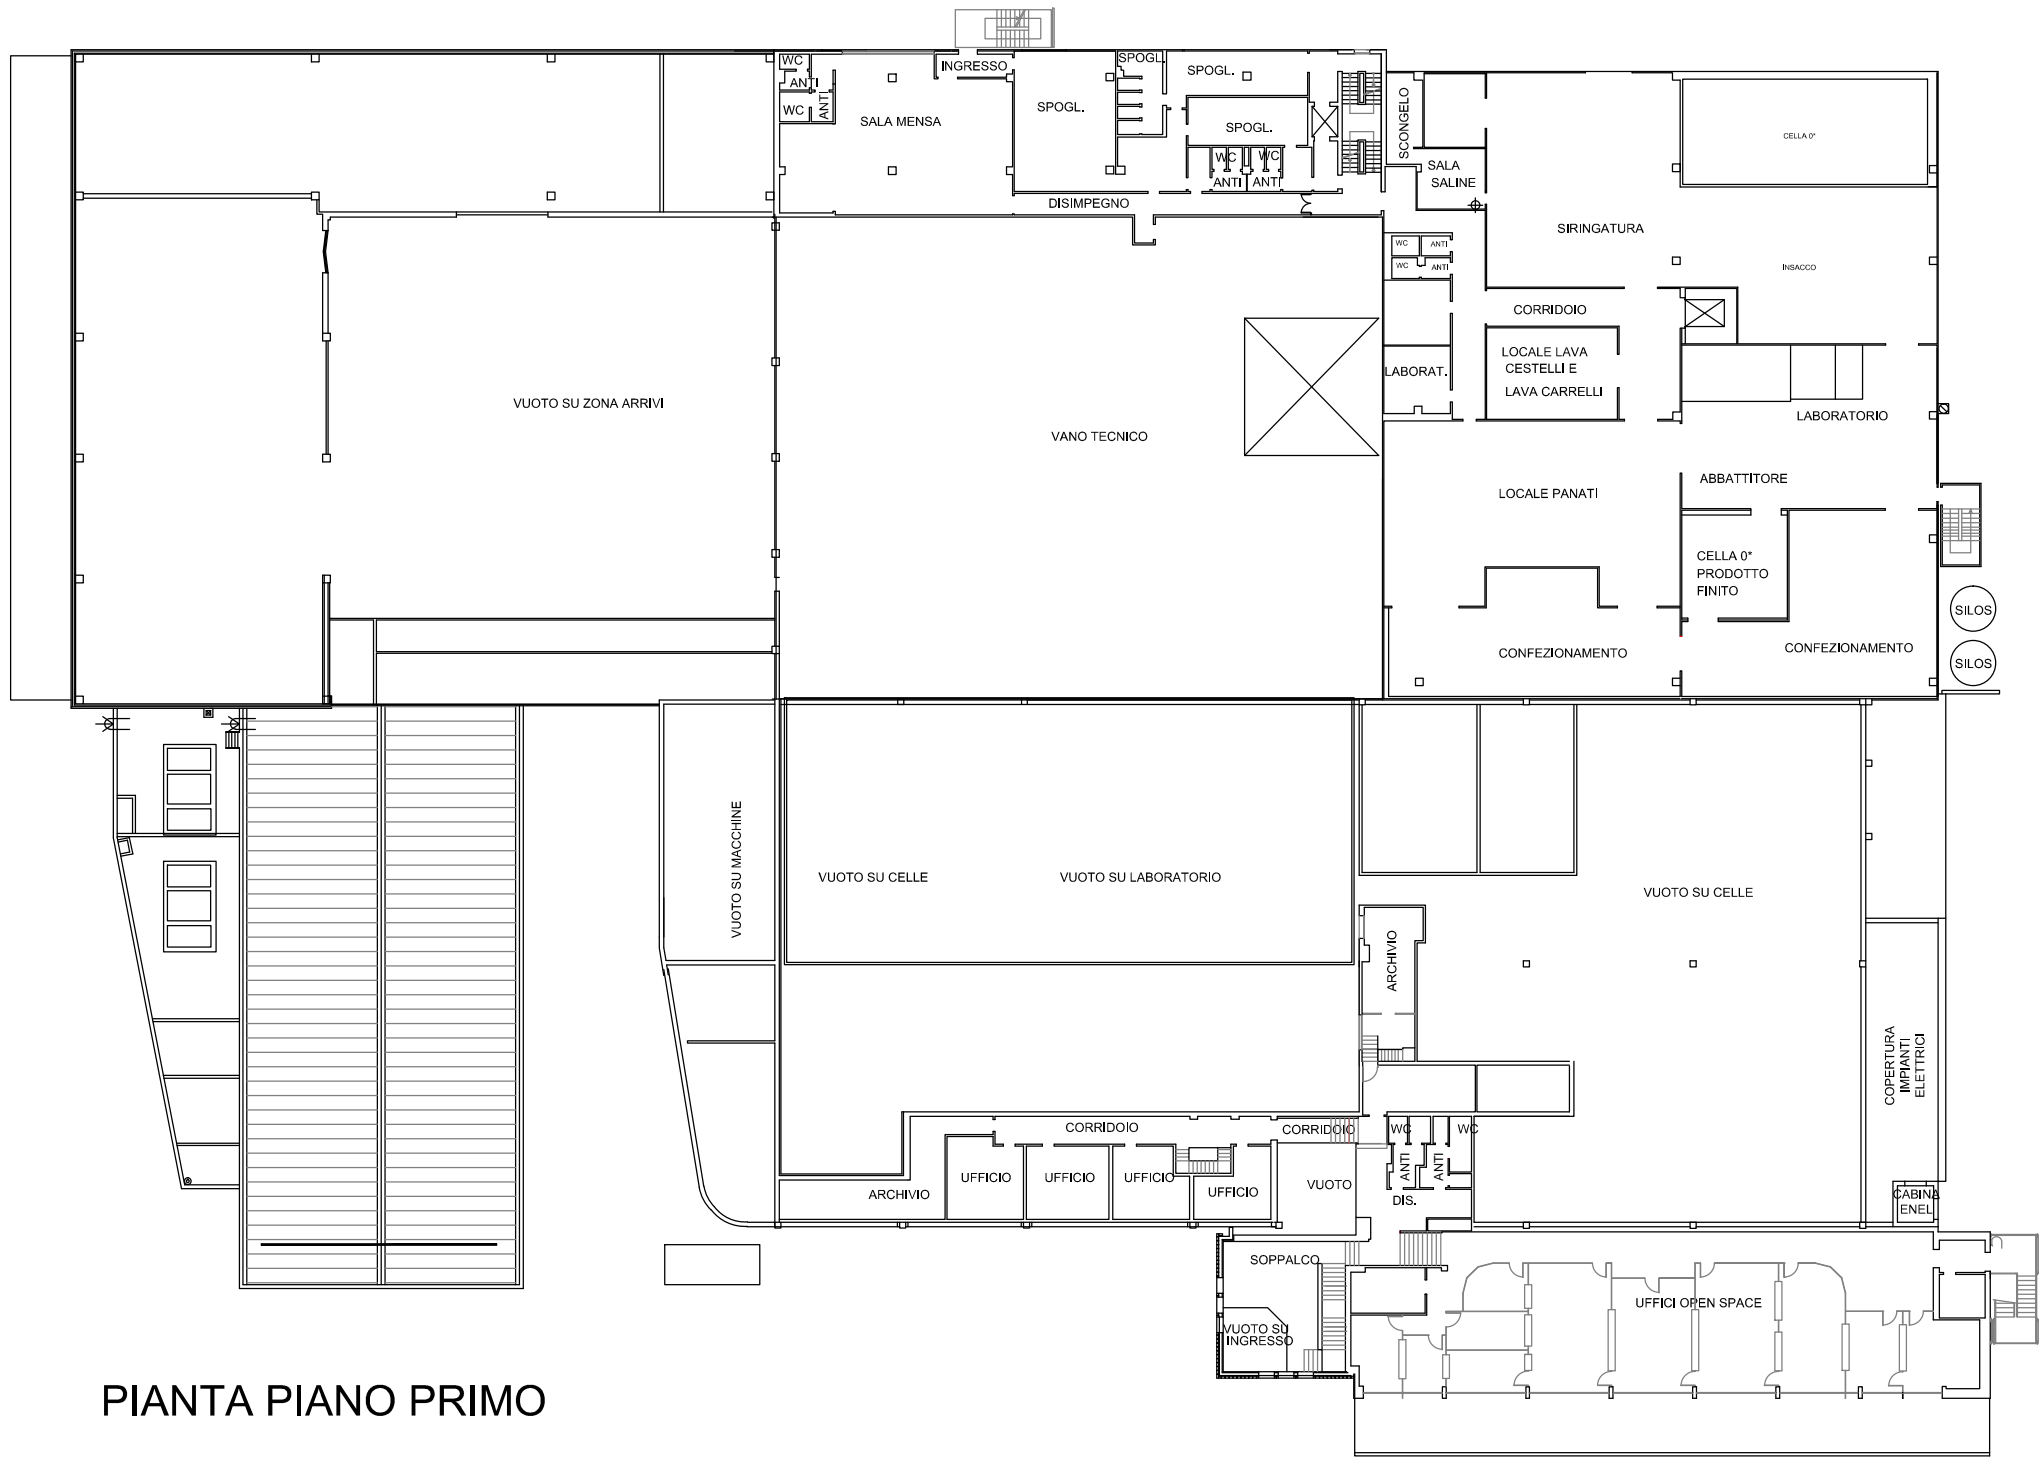 INGRESSO
SPOGL.
SPOGL.
WC
ANTI
WC
ANTI
SALA MENSA
SPOGL.
SPOGL.
WC
WC
ANTI
ANTI
DISIMPEGNO
SCONGELO
SALA
SALINE
CELLA 0°
SIRINGATURA
INSACCO
WC
ANTI
WC
ANTI
CORRIDOIO
LABORAT.
LOCALE LAVA
CESTELLI E
LAVA CARRELLI
VUOTO SU ZONA ARRIVI
VANO TECNICO
LABORATORIO
ABBATTITORE
LOCALE PANATI
CELLA 0°
PRODOTTO
FINITO
CONFEZIONAMENTO
CONFEZIONAMENTO
SILOS
SILOS
VUOTO SU MACCHINE
VUOTO SU CELLE
VUOTO SU LABORATORIO
VUOTO SU CELLE
ARCHIVIO
COPERTURA
IMPIANTI
ELETTRICI
CORRIDOIO
CORRIDOIO
WC
WC
ANTI
ANTI
ARCHIVIO
UFFICIO
UFFICIO
UFFICIO
UFFICIO
VUOTO
DIS.
CABINA
ENEL
SOPPALCO
VUOTO SU
INGRESSO
UFFICI OPEN SPACE
PIANTA PIANO PRIMO